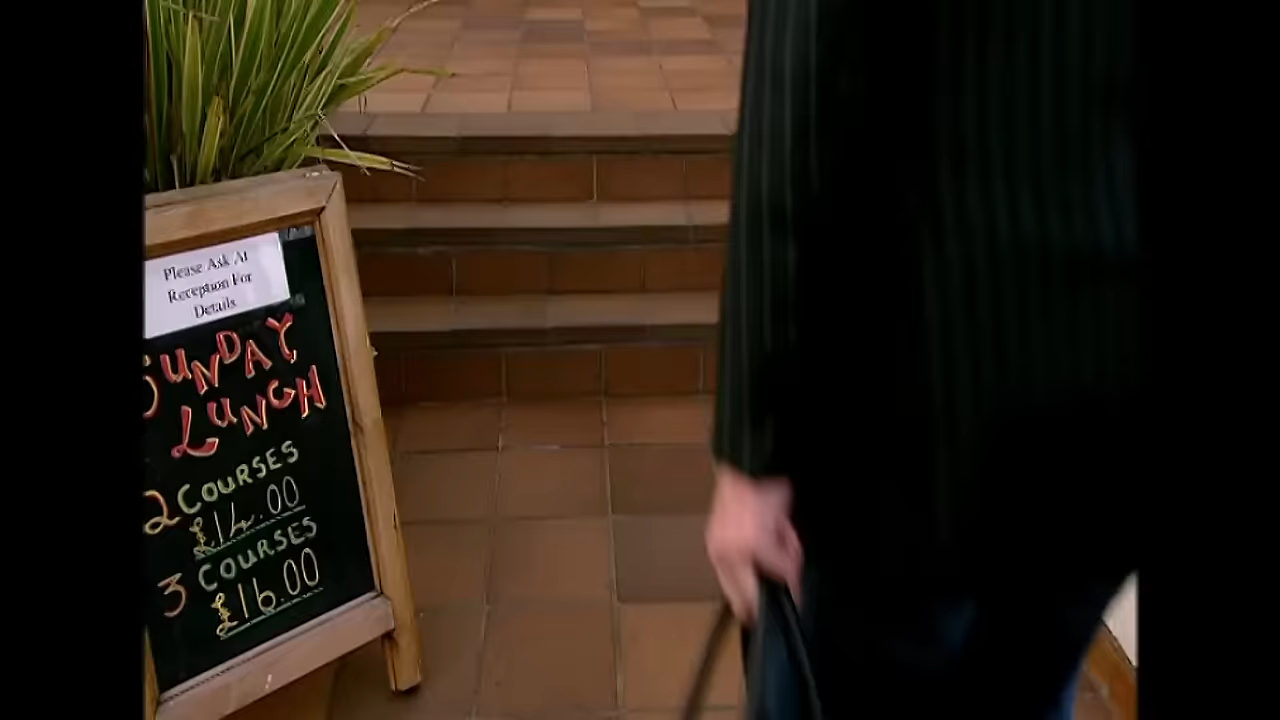 Please Ask At
Reception For
Details
SUNDAY
LUNCH
2 COURSES
£14.00
3 COURSES
£16.00